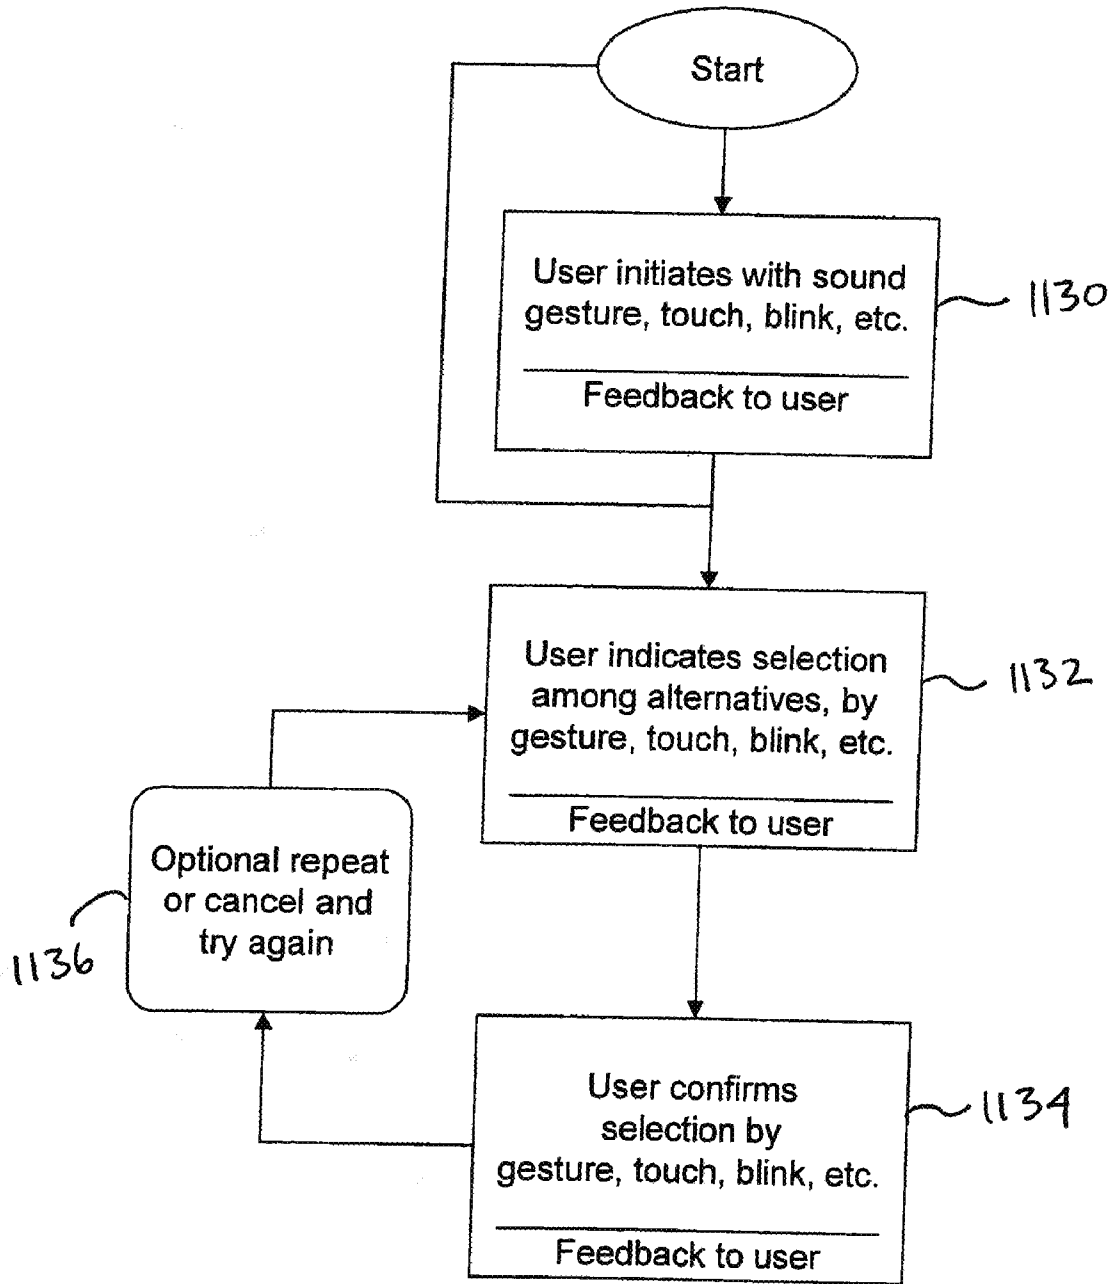 Start
User initiates with sound
gesture, touch, blink, etc.
Feedback to user
1130
User indicates selection
among alternatives, by
gesture, touch, blink, etc.
Feedback to user
1132
Optional repeat
or cancel and
try again
1136
User confirms
selection by
gesture, touch, blink, etc.
Feedback to user
1134